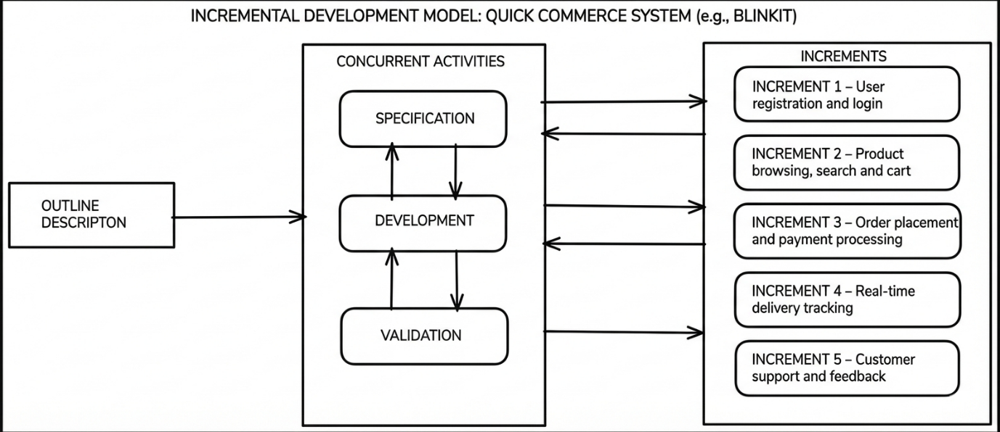 INCREMENTAL DEVELOPMENT MODEL: QUICK COMMERCE SYSTEM (e.g., BLINKIT)
OUTLINE
DESCRIPTON
CONCURRENT ACTIVITIES
SPECIFICATION
DEVELOPMENT
VALIDATION
INCREMENTS
INCREMENT 1 – User
registration and login
INCREMENT 2 – Product
browsing, search and cart
INCREMENT 3 – Order placement
and payment processing
INCREMENT 4 – Real-time
delivery tracking
INCREMENT 5 – Customer
support and feedback